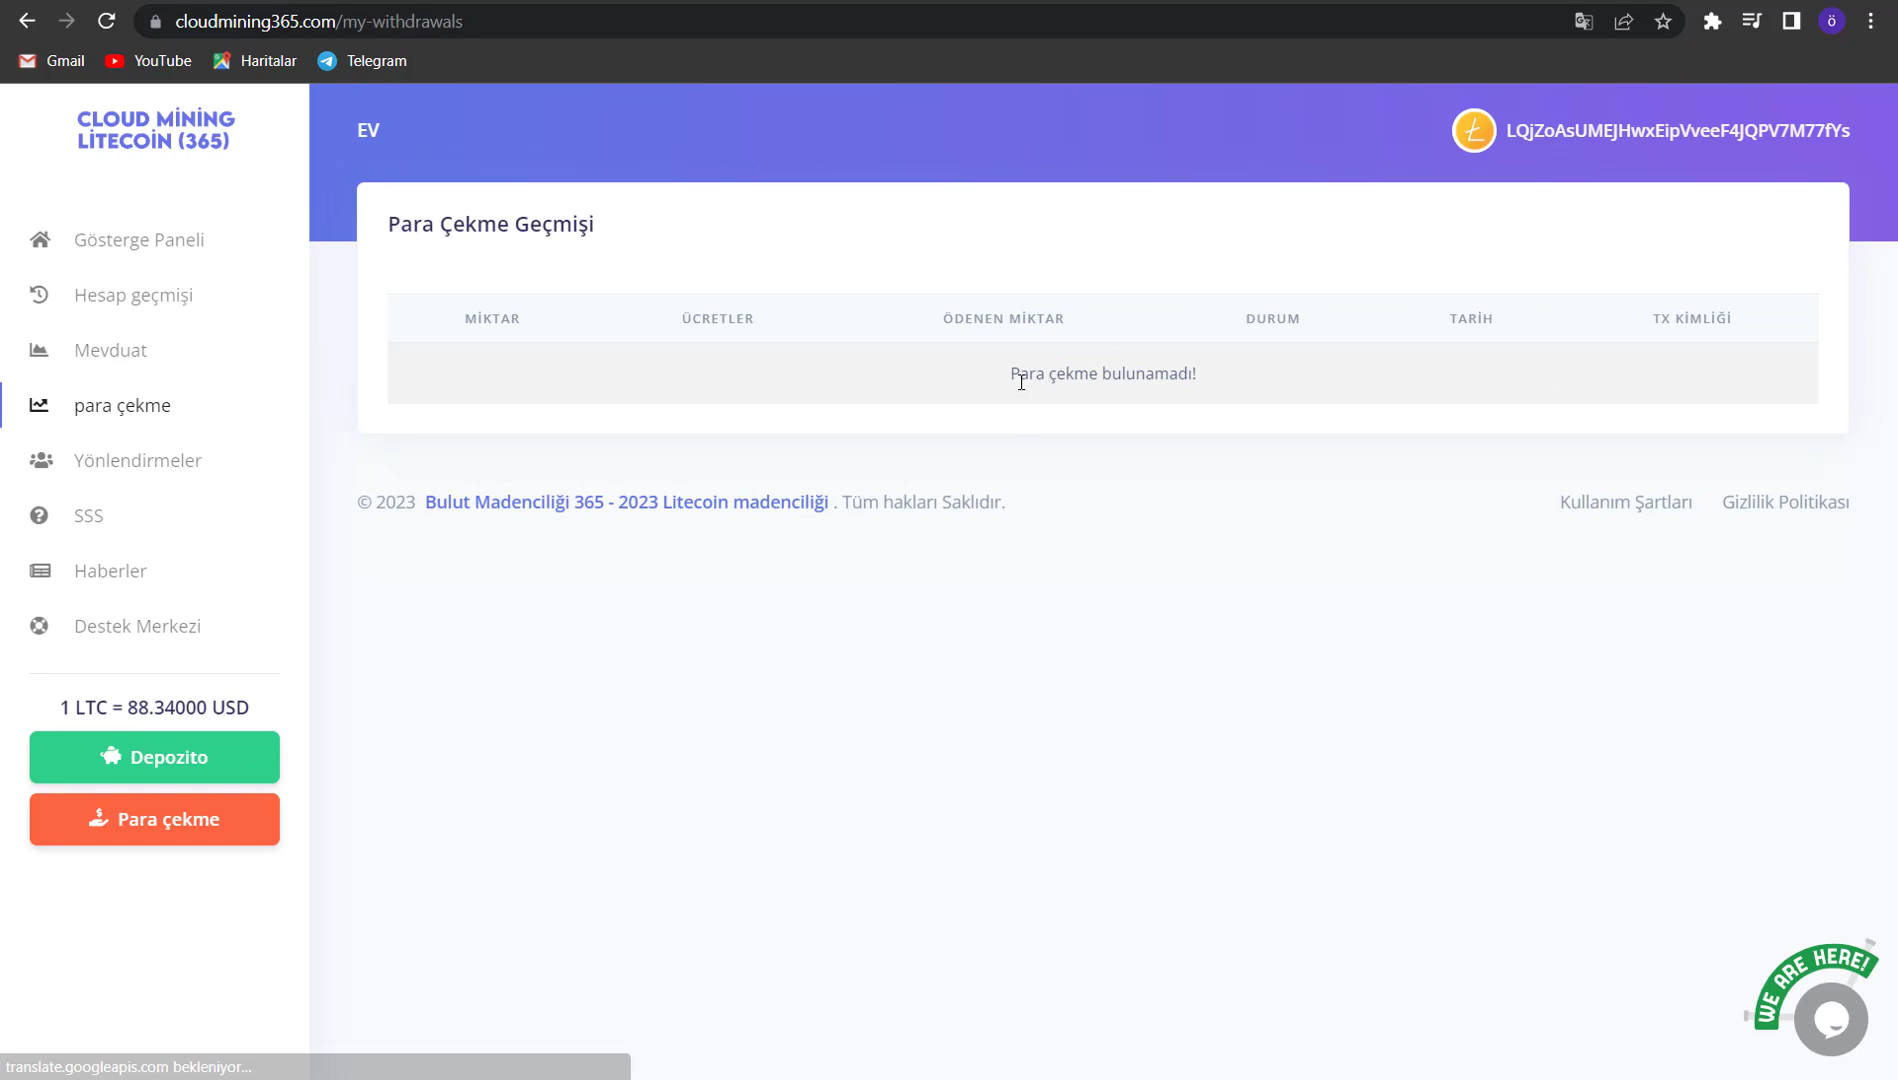 cloudmining365.com/my-withdrawals
ö
Gmail
YouTube
Haritalar
Telegram
CLOUD MİNİNG
LİTECOİN (365)
EV
LQjZoAsUMEJHwxEipVveeF4JQPV7M77fYs
Para Çekme Geçmişi
Gösterge Paneli
Hesap geçmişi
Mevduat
para çekme
Yönlendirmeler
SSS
Haberler
Destek Merkezi
MİKTAR ÜCRETLER ÖDENEN MİKTAR DURUM TARİH TX KİMLİĞİ
Para çekme bulunamadı!
© 2023 Bulut Madenciliği 365 - 2023 Litecoin madenciliği . Tüm hakları Saklıdır.
Kullanım Şartları Gizlilik Politikası
1 LTC = 88.34000 USD
Depozito
Para çekme
WE ARE HERE!
translate.googleapis.com bekleniyor...